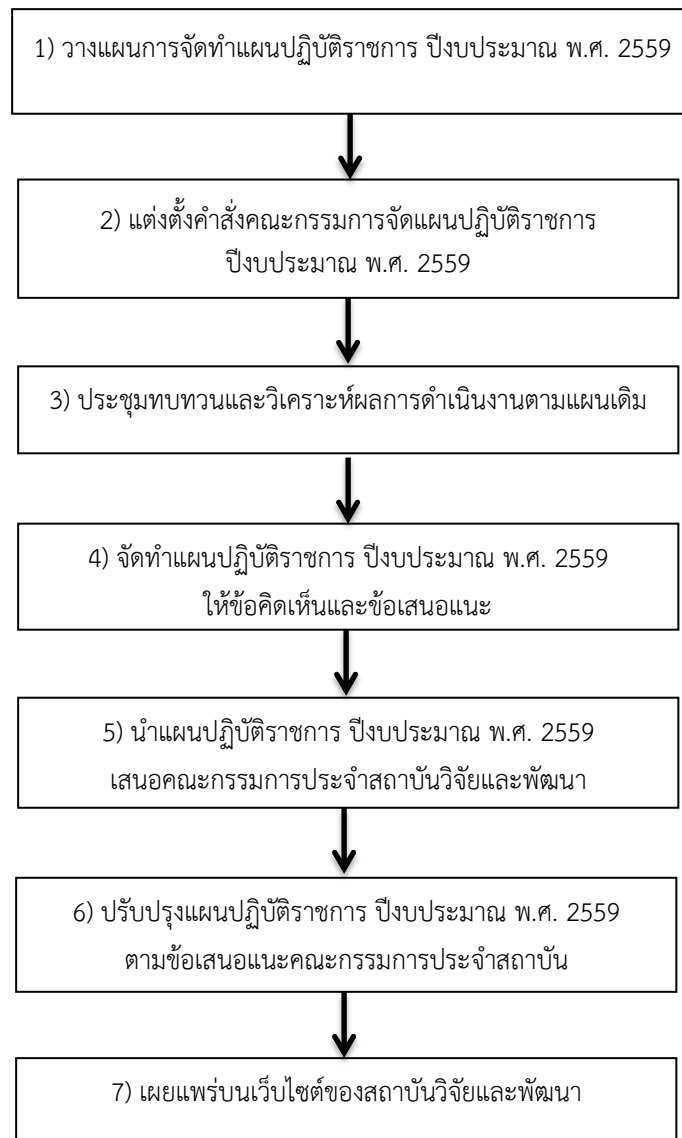 1) วางแผนการจัดทำแผนปฏิบัติราชการ ปีงบประมาณ พ.ศ. 2559
2) แต่งตั้งคำสั่งคณะกรรมการจัดแผนปฏิบัติราชการ
ปีงบประมาณ พ.ศ. 2559
3) ประชุมทบทวนและวิเคราะห์ผลการดำเนินงานตามแผนเดิม
4) จัดทำแผนปฏิบัติราชการ ปีงบประมาณ พ.ศ. 2559
ให้ข้อคิดเห็นและข้อเสนอแนะ
5) นำแผนปฏิบัติราชการ ปีงบประมาณ พ.ศ. 2559
เสนอคณะกรรมการประจำสถาบันวิจัยและพัฒนา
6) ปรับปรุงแผนปฏิบัติราชการ ปีงบประมาณ พ.ศ. 2559
ตามข้อเสนอแนะคณะกรรมการประจำสถาบัน
7) เผยแพร่บนเว็บไซต์ของสถาบันวิจัยและพัฒนา